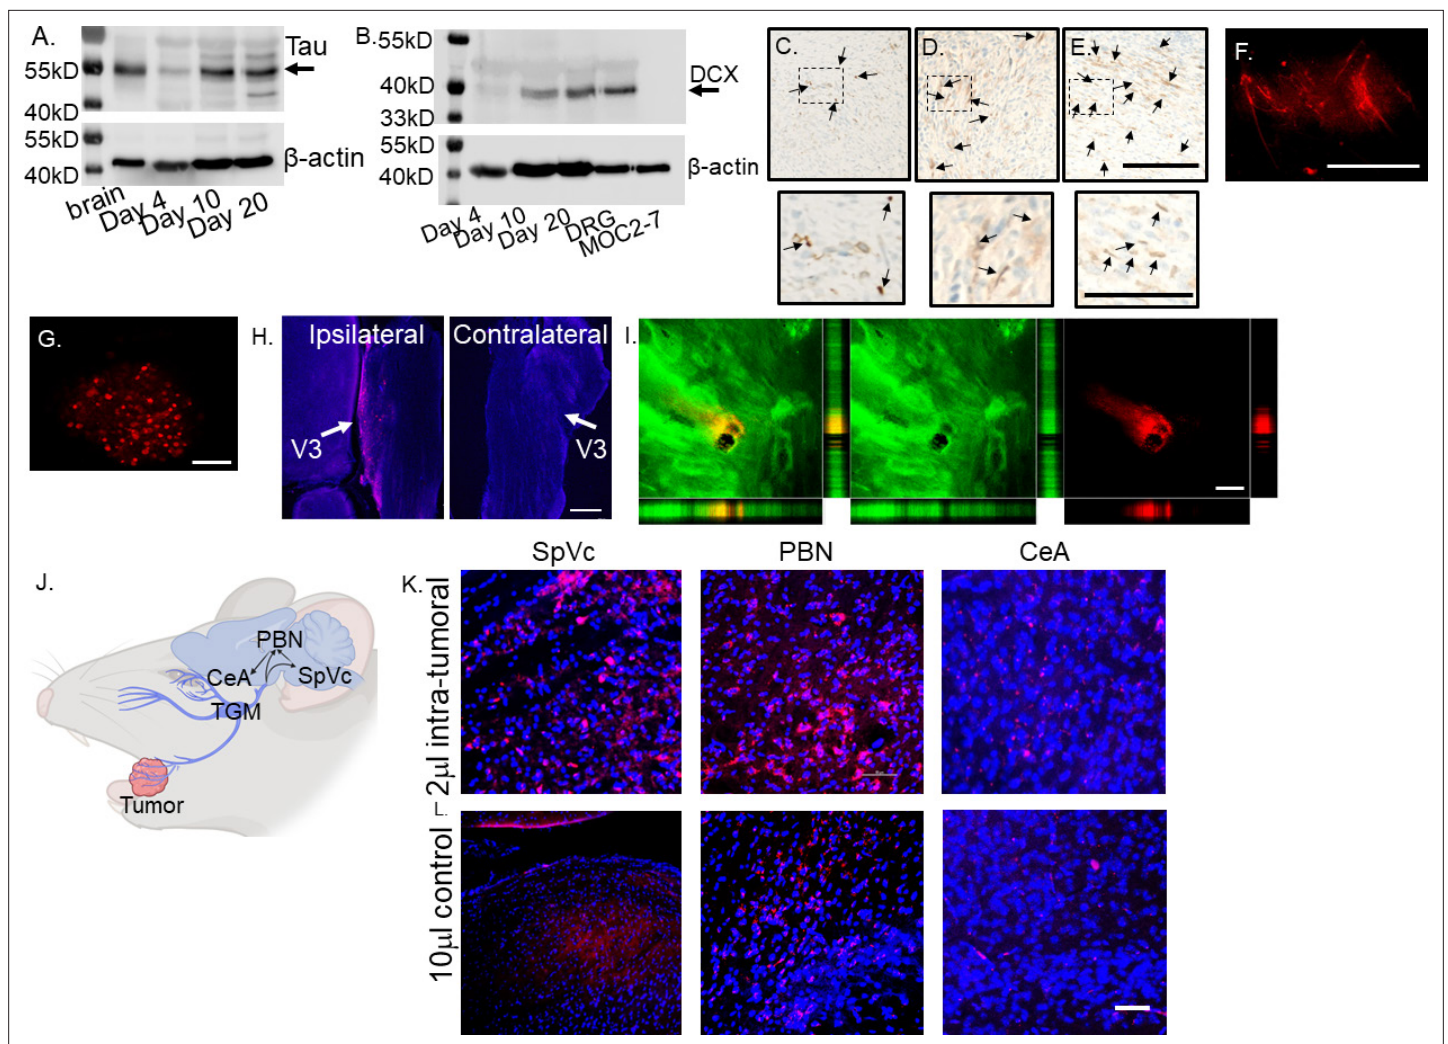 A.
55kD
40kD
Tau
55kD
40kD
β-actin
brain
Day 4
Day 10
Day 20
B.
55kD
40kD
33kD
DCX
55kD
40kD
β-actin
Day 4
Day 10
Day 20
DRG
MOC2-7
C.
D.
E.
F.
G.
H.
Ipsilateral
V3
Contralateral
V3
I.
J.
PBN
CeA
SpVc
TGM
Tumor
SpVc
PBN
CeA
K.
2µl intra-tumoral
L.
10µl control